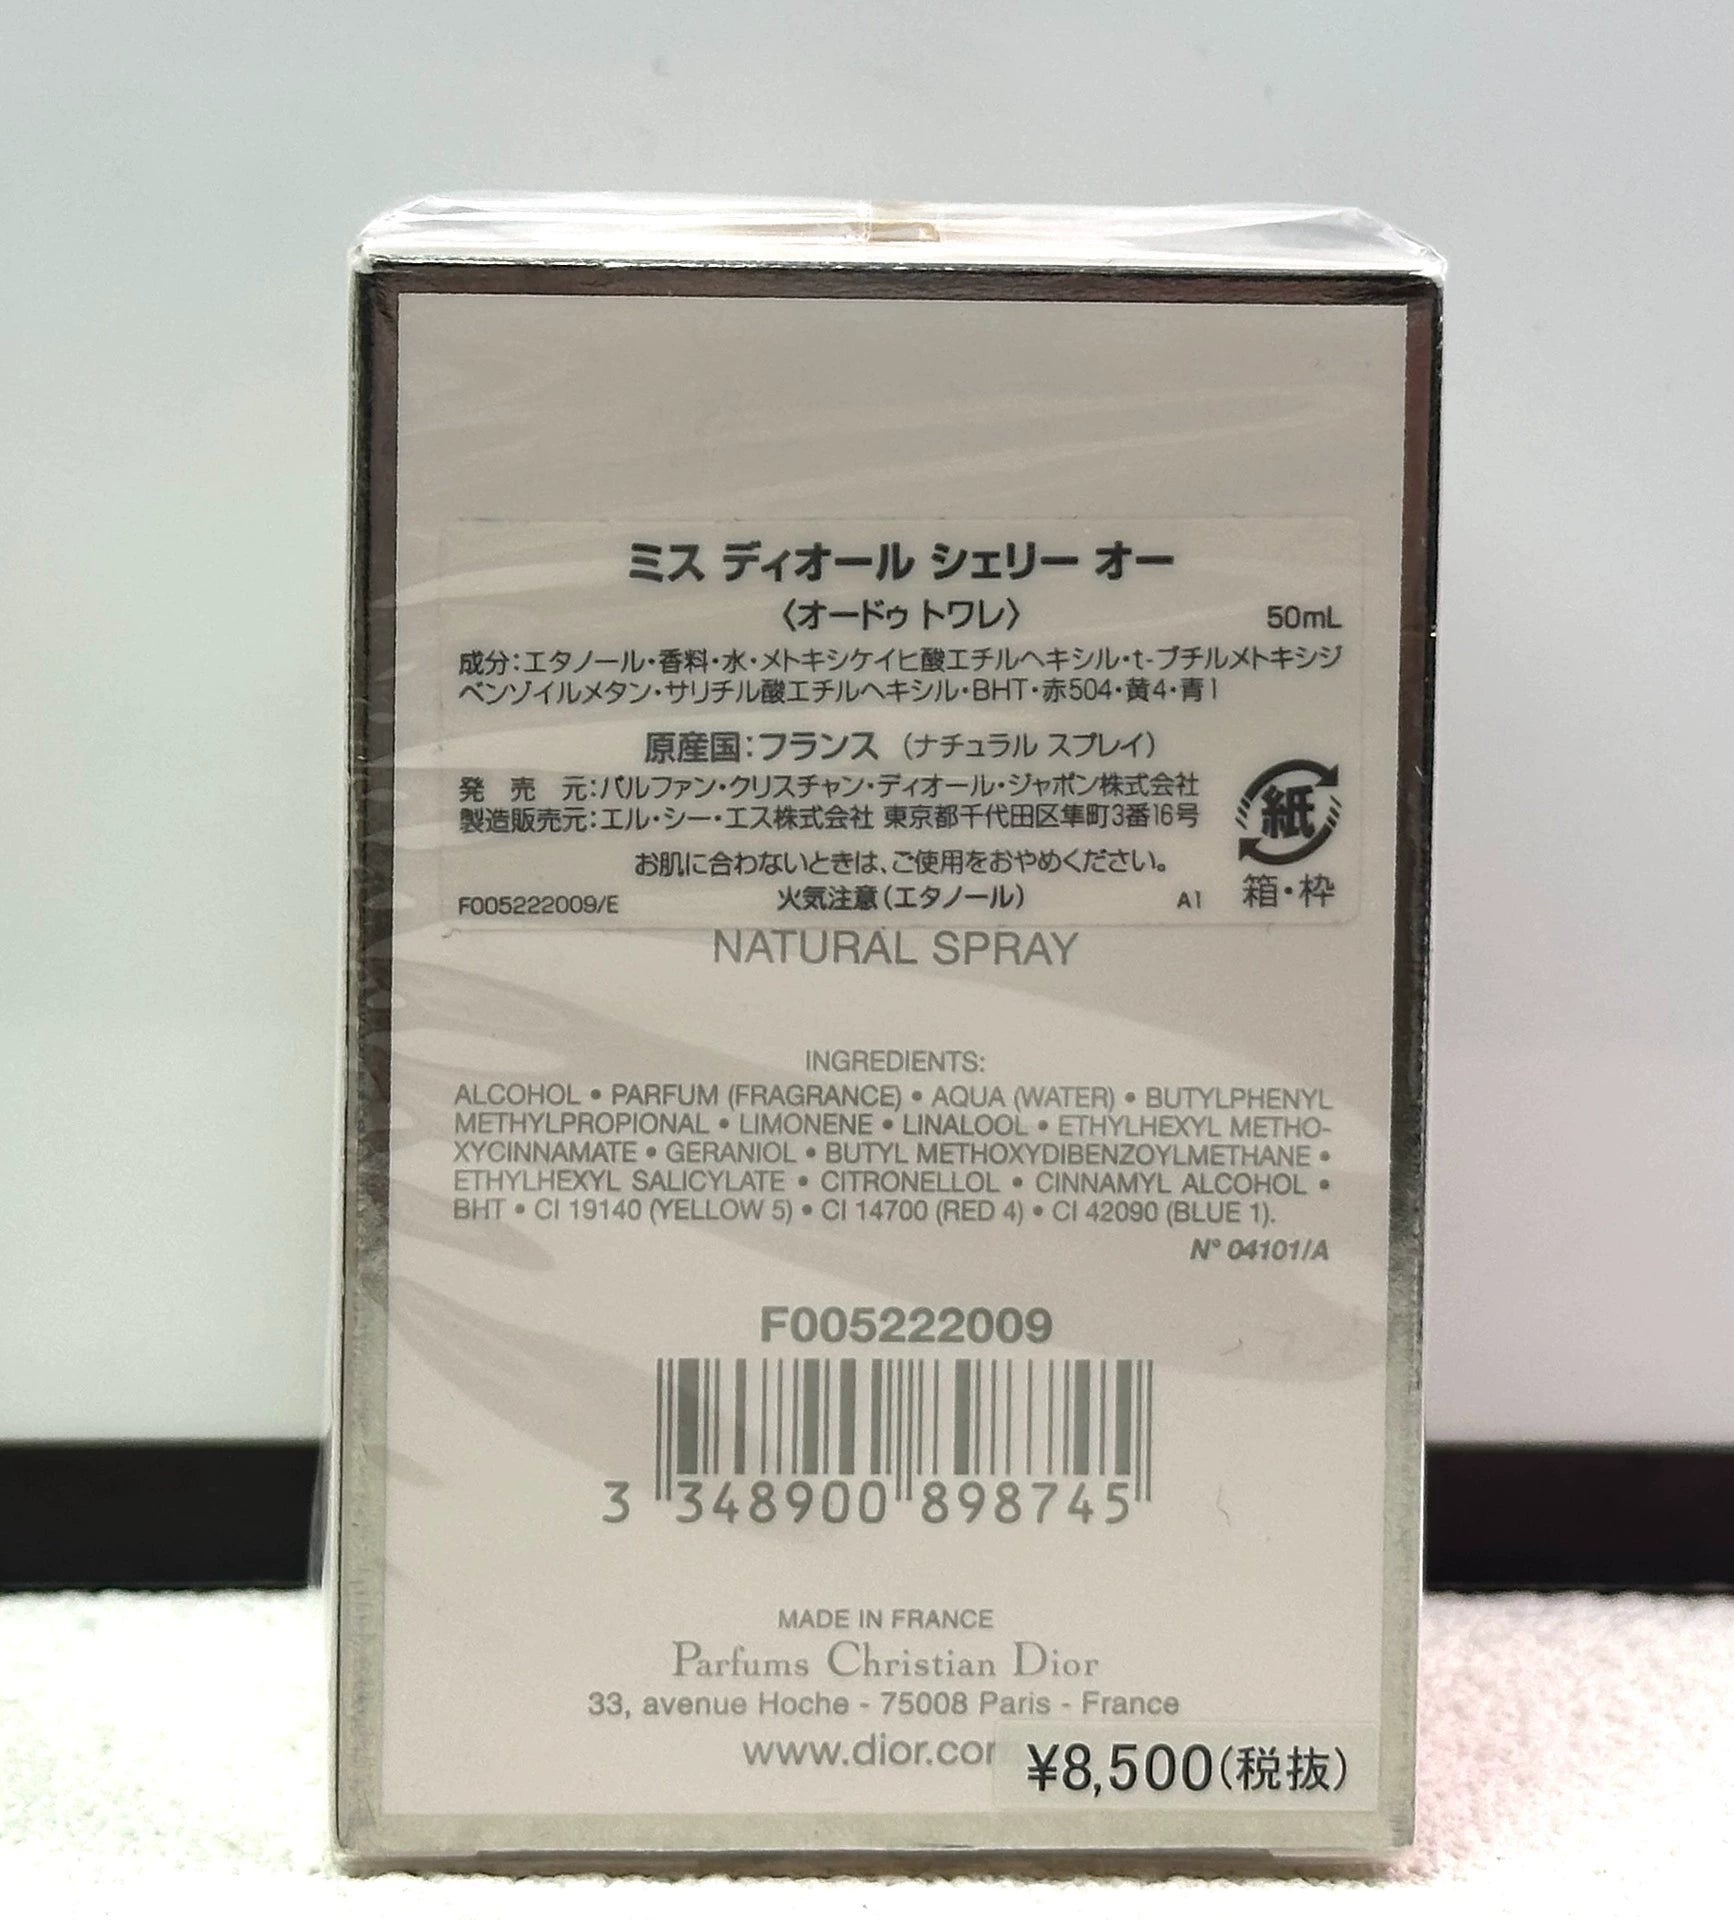 ミス ディオール シェリー オー
〈オードゥ トワレ〉 50mL
成分：エタノール・香料・水・メトキシケイヒ酸エチルヘキシル・t-ブチルメトキシジ
ベンゾイルメタン・サリチル酸エチルヘキシル・BHT・赤504・黄4・青1
原産国：フランス（ナチュラル スプレイ）
発 売 元：パルファン・クリスチャン・ディオール・ジャポン株式会社
製造販売元：エル・シー・エス株式会社 東京都千代田区隼町3番16号
紙
お肌に合わないときは、ご使用をおやめください。
F005222009/E 火気注意（エタノール） A1 箱・枠
NATURAL SPRAY
INGREDIENTS:
ALCOHOL • PARFUM (FRAGRANCE) • AQUA (WATER) • BUTYLPHENYL
METHYLPROPIONAL • LIMONENE • LINALOOL • ETHYLHEXYL METHO-
XYCINNAMATE • GERANIOL • BUTYL METHOXYDIBENZOYLMETHANE •
ETHYLHEXYL SALICYLATE • CITRONELLOL • CINNAMYL ALCOHOL •
BHT • CI 19140 (YELLOW 5) • CI 14700 (RED 4) • CI 42090 (BLUE 1).
N° 04101/A
F005222009
3 348900 898745
MADE IN FRANCE
Parfums Christian Dior
33, avenue Hoche - 75008 Paris - France
www.dior.cor
¥8,500(税抜)